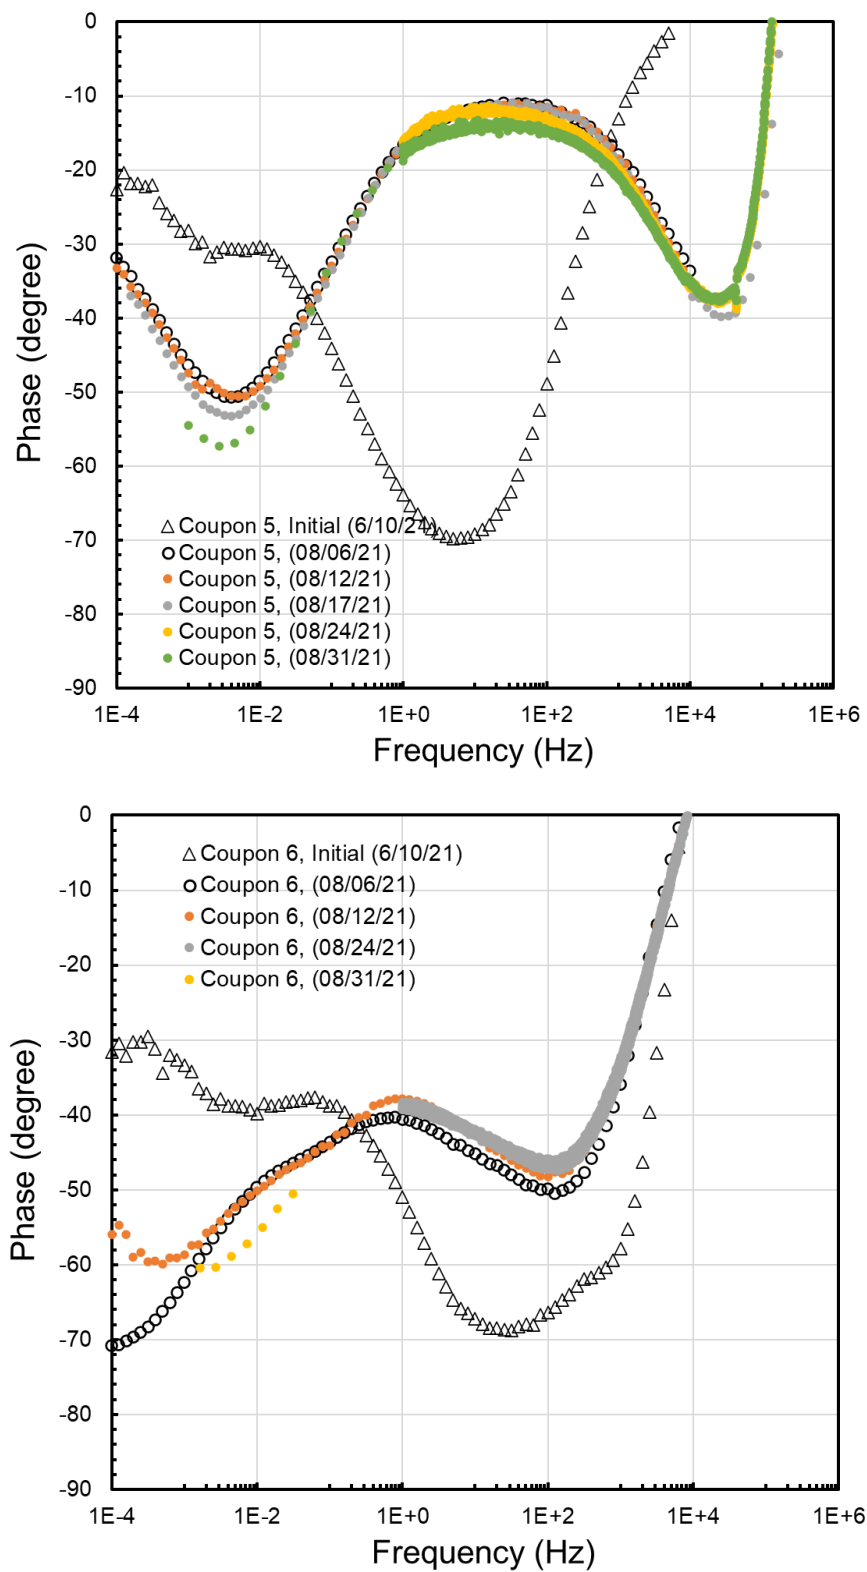 0
-10
-20
-30
-40
-50
-60
-70
-80
-90
Phase (degree)
Coupon 5, Initial (6/10/21)
Coupon 5, (08/06/21)
Coupon 5, (08/12/21)
Coupon 5, (08/17/21)
Coupon 5, (08/24/21)
Coupon 5, (08/31/21)
1E-4 1E-2 1E+0 1E+2 1E+4 1E+6
Frequency (Hz)
0
-10
-20
-30
-40
-50
-60
-70
-80
-90
Phase (degree)
Coupon 6, Initial (6/10/21)
Coupon 6, (08/06/21)
Coupon 6, (08/12/21)
Coupon 6, (08/24/21)
Coupon 6, (08/31/21)
1E-4 1E-2 1E+0 1E+2 1E+4 1E+6
Frequency (Hz)